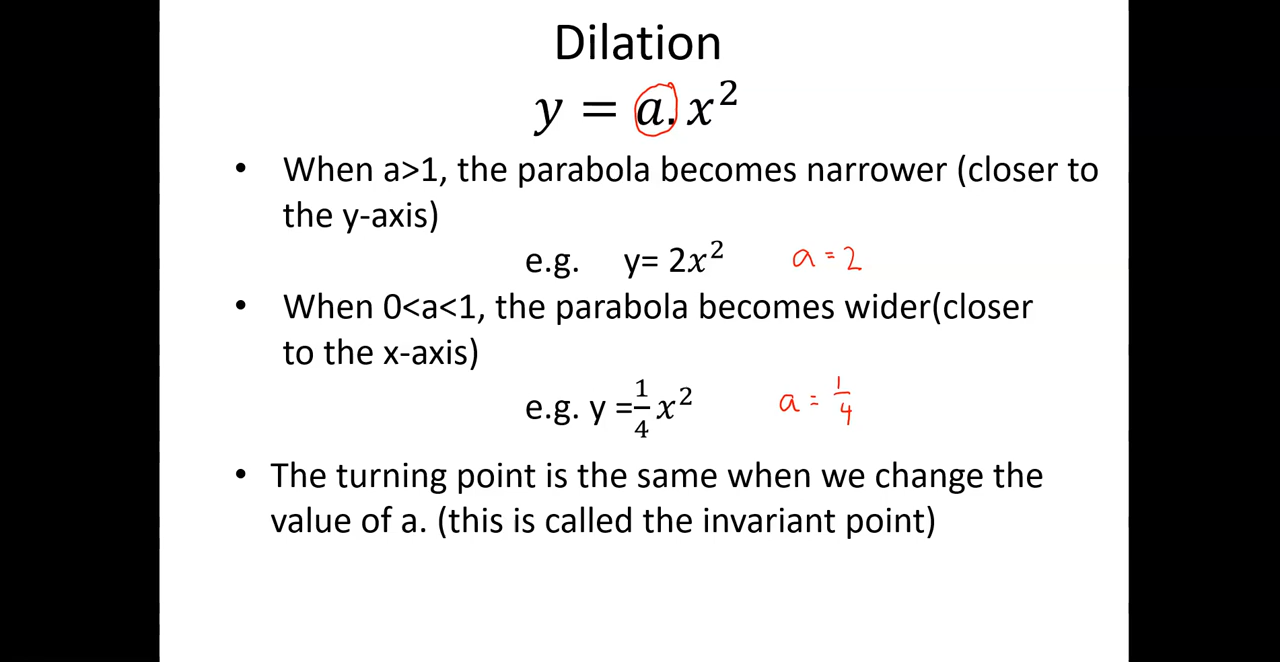 Dilation
y = a. x²
• When a>1, the parabola becomes narrower (closer to
the y-axis)
e.g. y= 2x² a = 2
• When 0<a<1, the parabola becomes wider(closer
to the x-axis)
e.g. y =1/4 x² a = 1/4
• The turning point is the same when we change the
value of a. (this is called the invariant point)